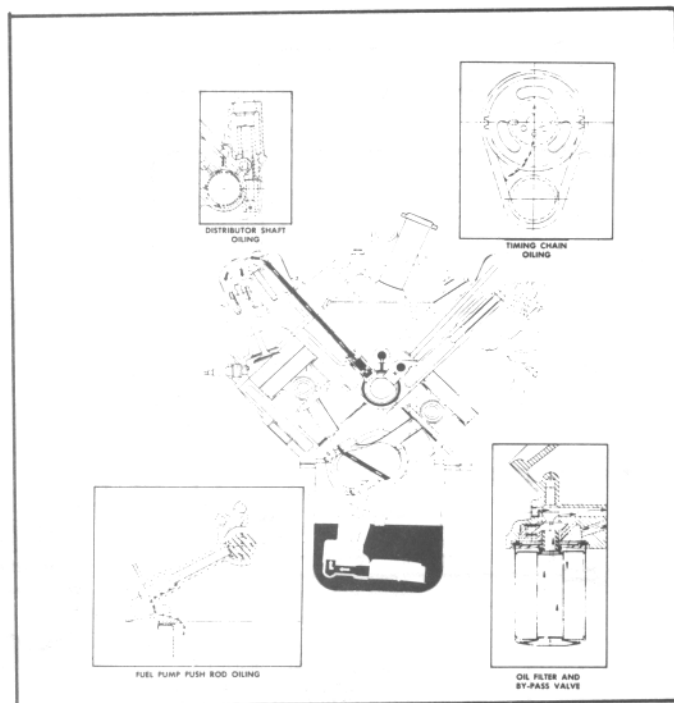 DISTRIBUTOR SHAFT
OILING
TIMING CHAIN
OILING
FUEL PUMP PUSH ROD OILING
OIL FILTER AND
BY-PASS VALVE